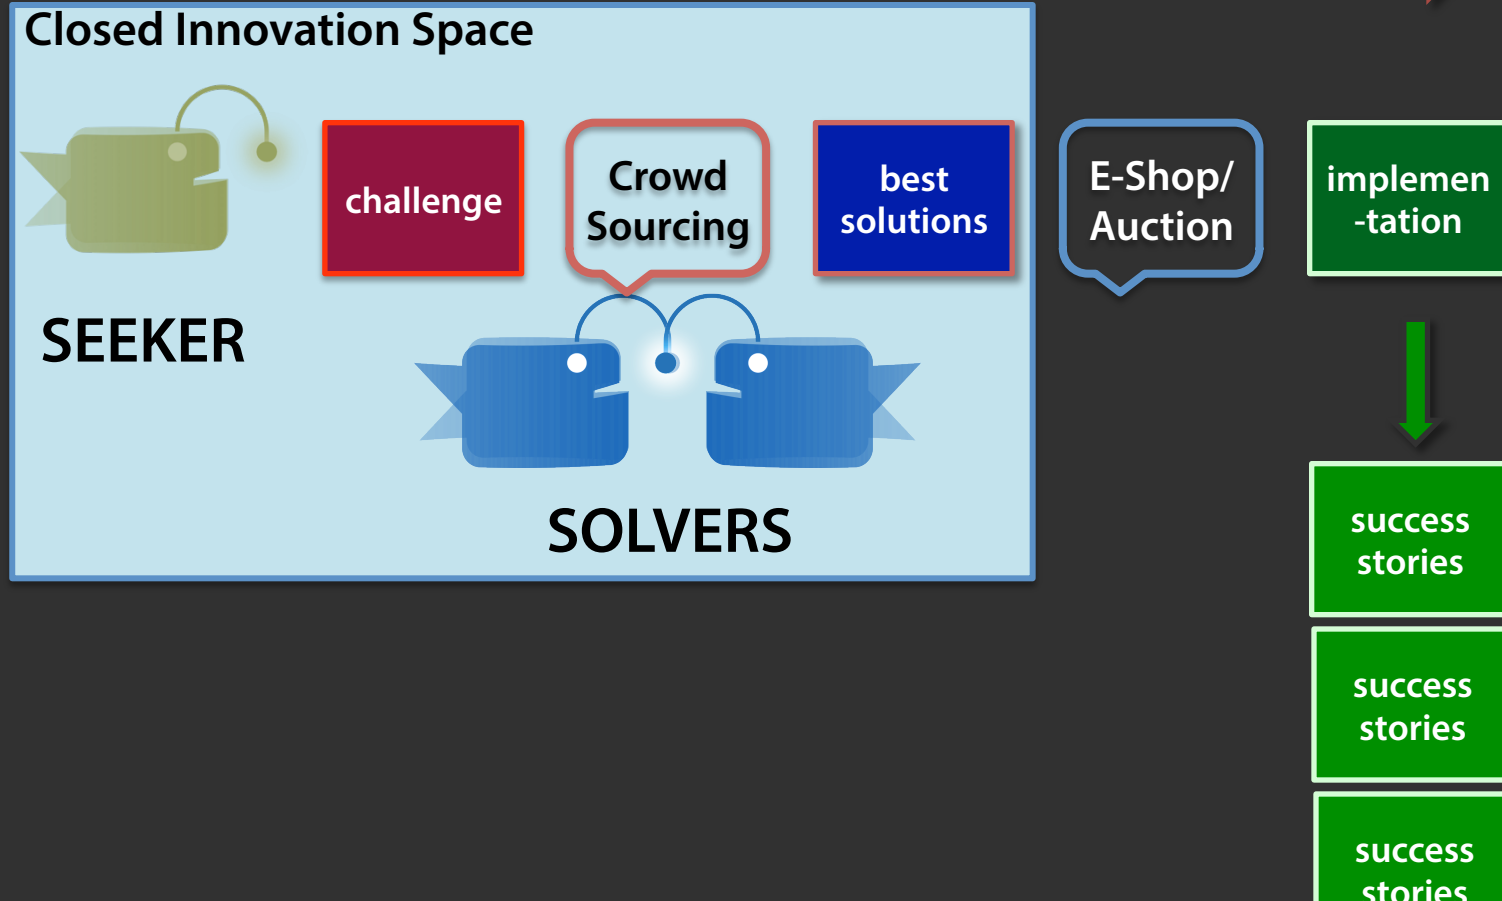 Closed Innovation Space
challenge
Crowd
Sourcing
best
solutions
E-Shop/
Auction
implemen
-tation
SEEKER
SOLVERS
success
stories
success
stories
success
stories